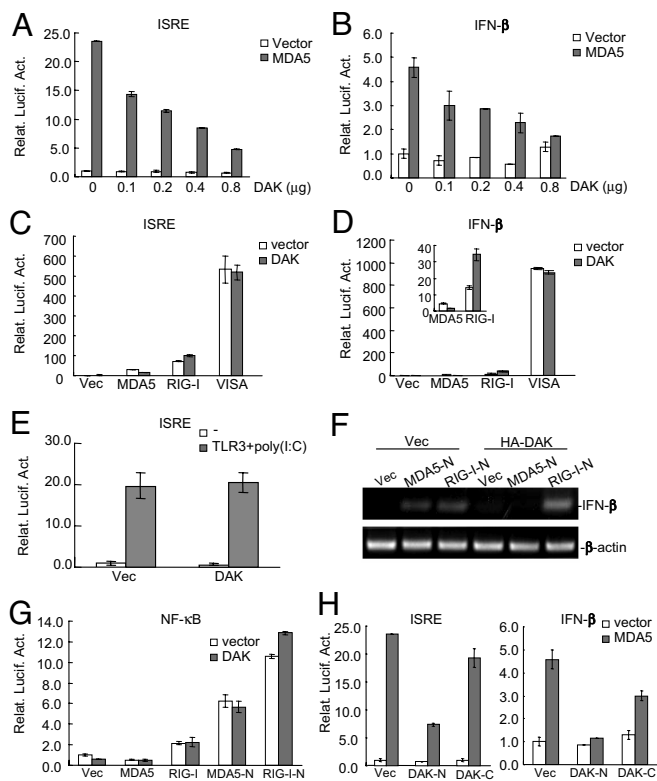 A
ISRE
Vector
MDA5
Relat. Lucif. Act.
25.0
20.0
15.0
10.0
5.0
0.0
0 0.1 0.2 0.4 0.8 DAK (μg)
B
IFN-β
Vector
MDA5
Relat. Lucif. Act.
6.0
5.0
4.0
3.0
2.0
1.0
0.0
0 0.1 0.2 0.4 0.8 DAK (μg)
C
ISRE
vector
DAK
Relat. Lucif. Act.
600
500
400
300
200
100
0
Vec MDA5 RIG-I VISA
D
IFN-β
vector
DAK
Relat. Lucif. Act.
1200
1000
800
600
400
200
0
40
30
20
10
0
MDA5 RIG-I
Vec MDA5 RIG-I VISA
E
ISRE
-
TLR3+poly(I:C)
Relat. Lucif. Act.
30.0
20.0
10.0
0.0
Vec DAK
F
Vec HA-DAK
Vec MDA5-N RIG-I-N Vec MDA5-N RIG-I-N
-IFN-β
-β-actin
G
NF-κB
vector
DAK
Relat. Lucif. Act.
14.0
12.0
10.0
8.0
6.0
4.0
2.0
0.0
Vec MDA5 RIG-I MDA5-N RIG-I-N
H
ISRE
Relat. Lucif. Act.
25.0
20.0
15.0
10.0
5.0
0.0
Vec DAK-N DAK-C
IFN-β
vector
MDA5
6.0
5.0
4.0
3.0
2.0
1.0
0.0
Vec DAK-N DAK-C